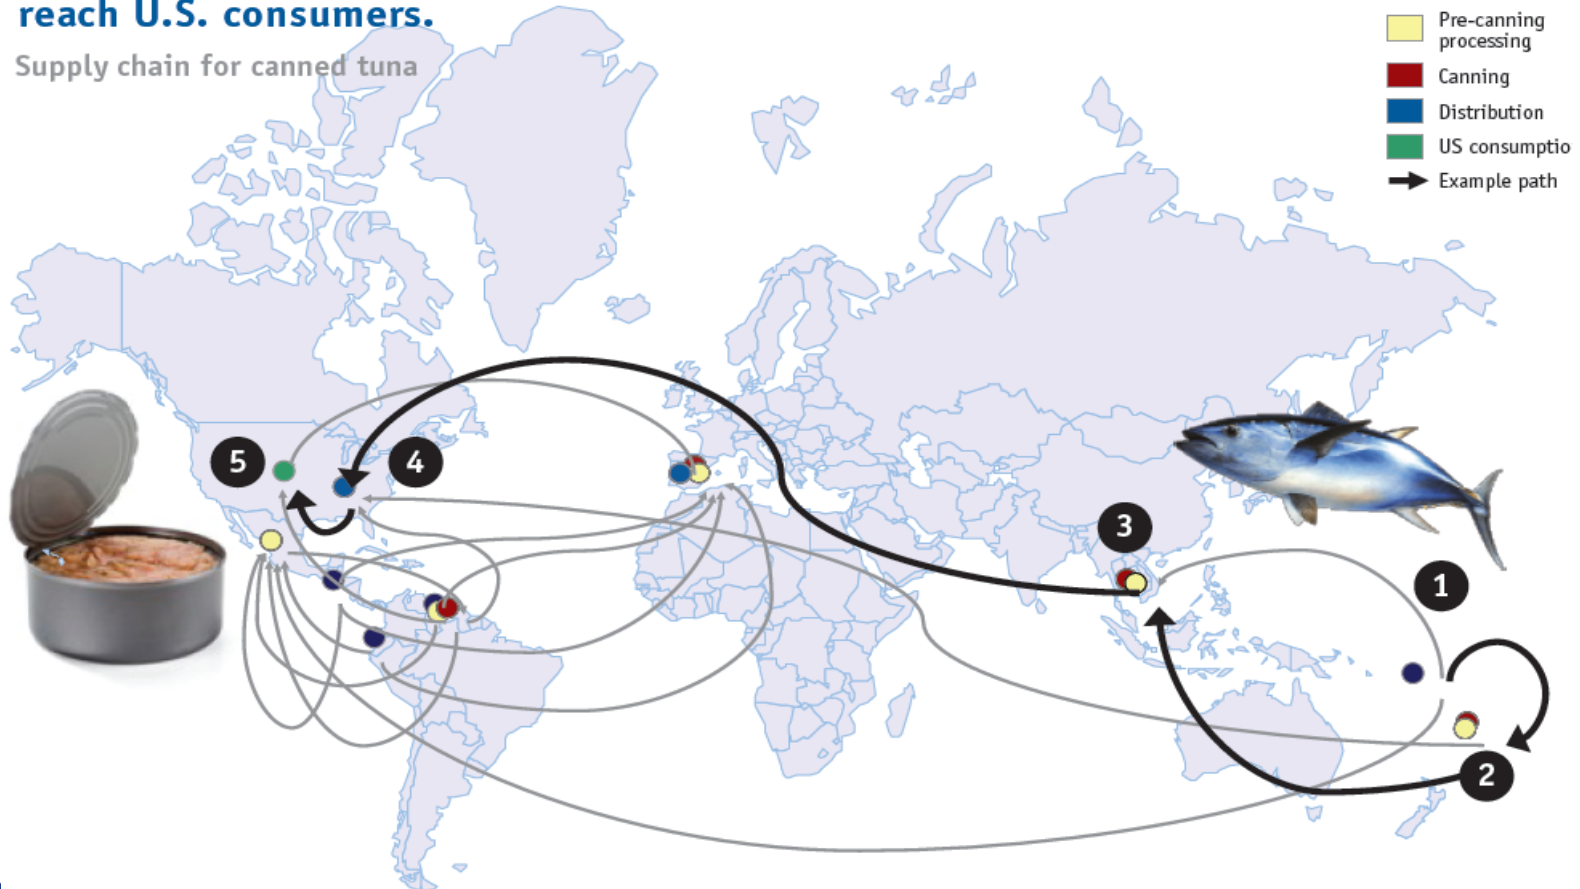 reach U.S. consumers.
Supply chain for canned tuna
Pre-canning
processing
Canning
Distribution
US consumptio
Example path
5
4
3
1
2